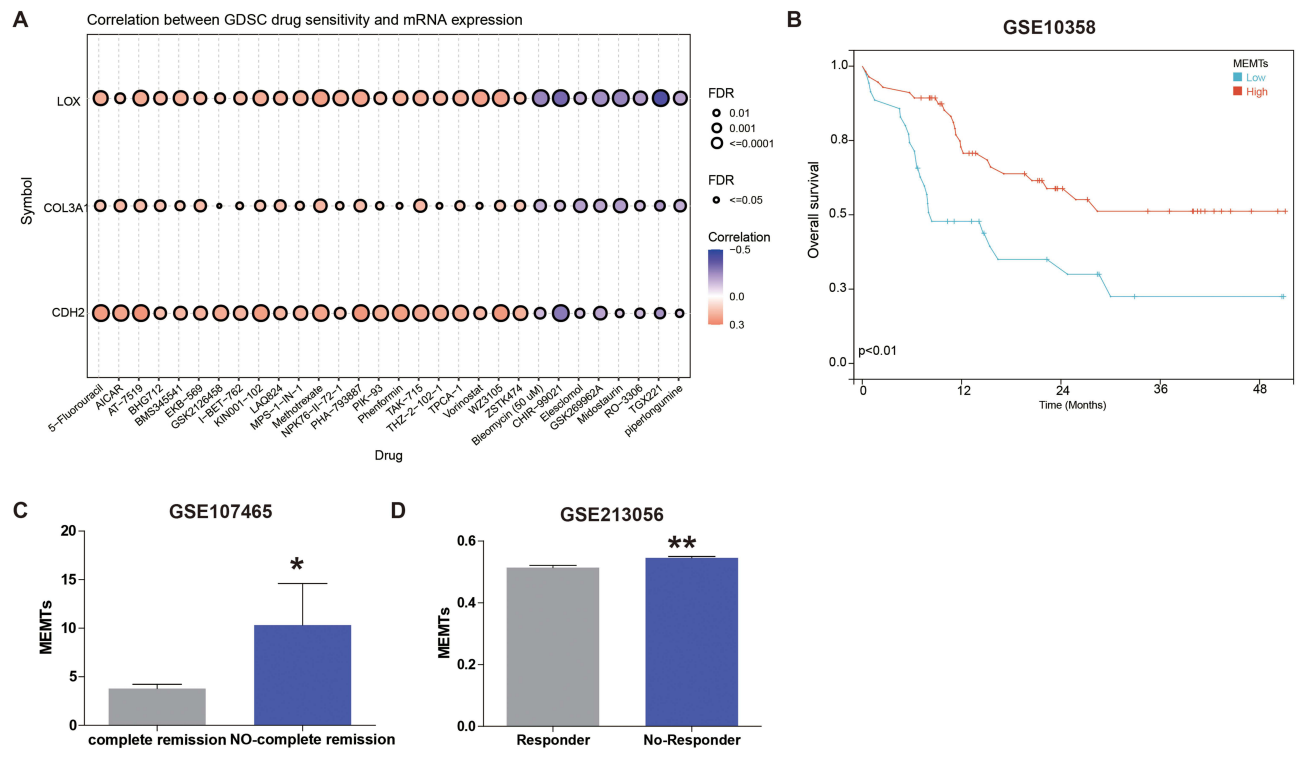 A
Correlation between GDSC drug sensitivity and mRNA expression
Symbol
LOX
COL3A1
CDH2
5−Fluorouracil
AICAR
AT−7519
BHG712
BMS345541
EKB−569
GSK2126458
I−BET−762
KIN001−102
LAQ824
MPS−1−IN−1
Methotrexate
NPK76−II−72−1
PHA−793887
PIK−93
Phenformin
TAK−715
THZ−2−102−1
TPCA−1
Vorinostat
WZ3105
ZSTK474
Bleomycin (50 uM)
CHIR−99021
Elesclomol
GSK269962A
Midostaurin
RO−3306
TGX221
piperlongumine
Drug
FDR
0.01
0.001
<=0.0001
FDR
<=0.05
Correlation
−0.5
0.0
0.3
B
GSE10358
MEMTs
Low
High
Overall survival
1.0
0.8
0.5
0.3
0.0
p<0.01
0 12 24 36 48
Time (Months)
C
GSE107465
MEMTs
20
15
10
5
0
*
complete remission NO-complete remission
D
GSE213056
MEMTs
0.6
0.4
0.2
0.0
**
Responder No-Responder